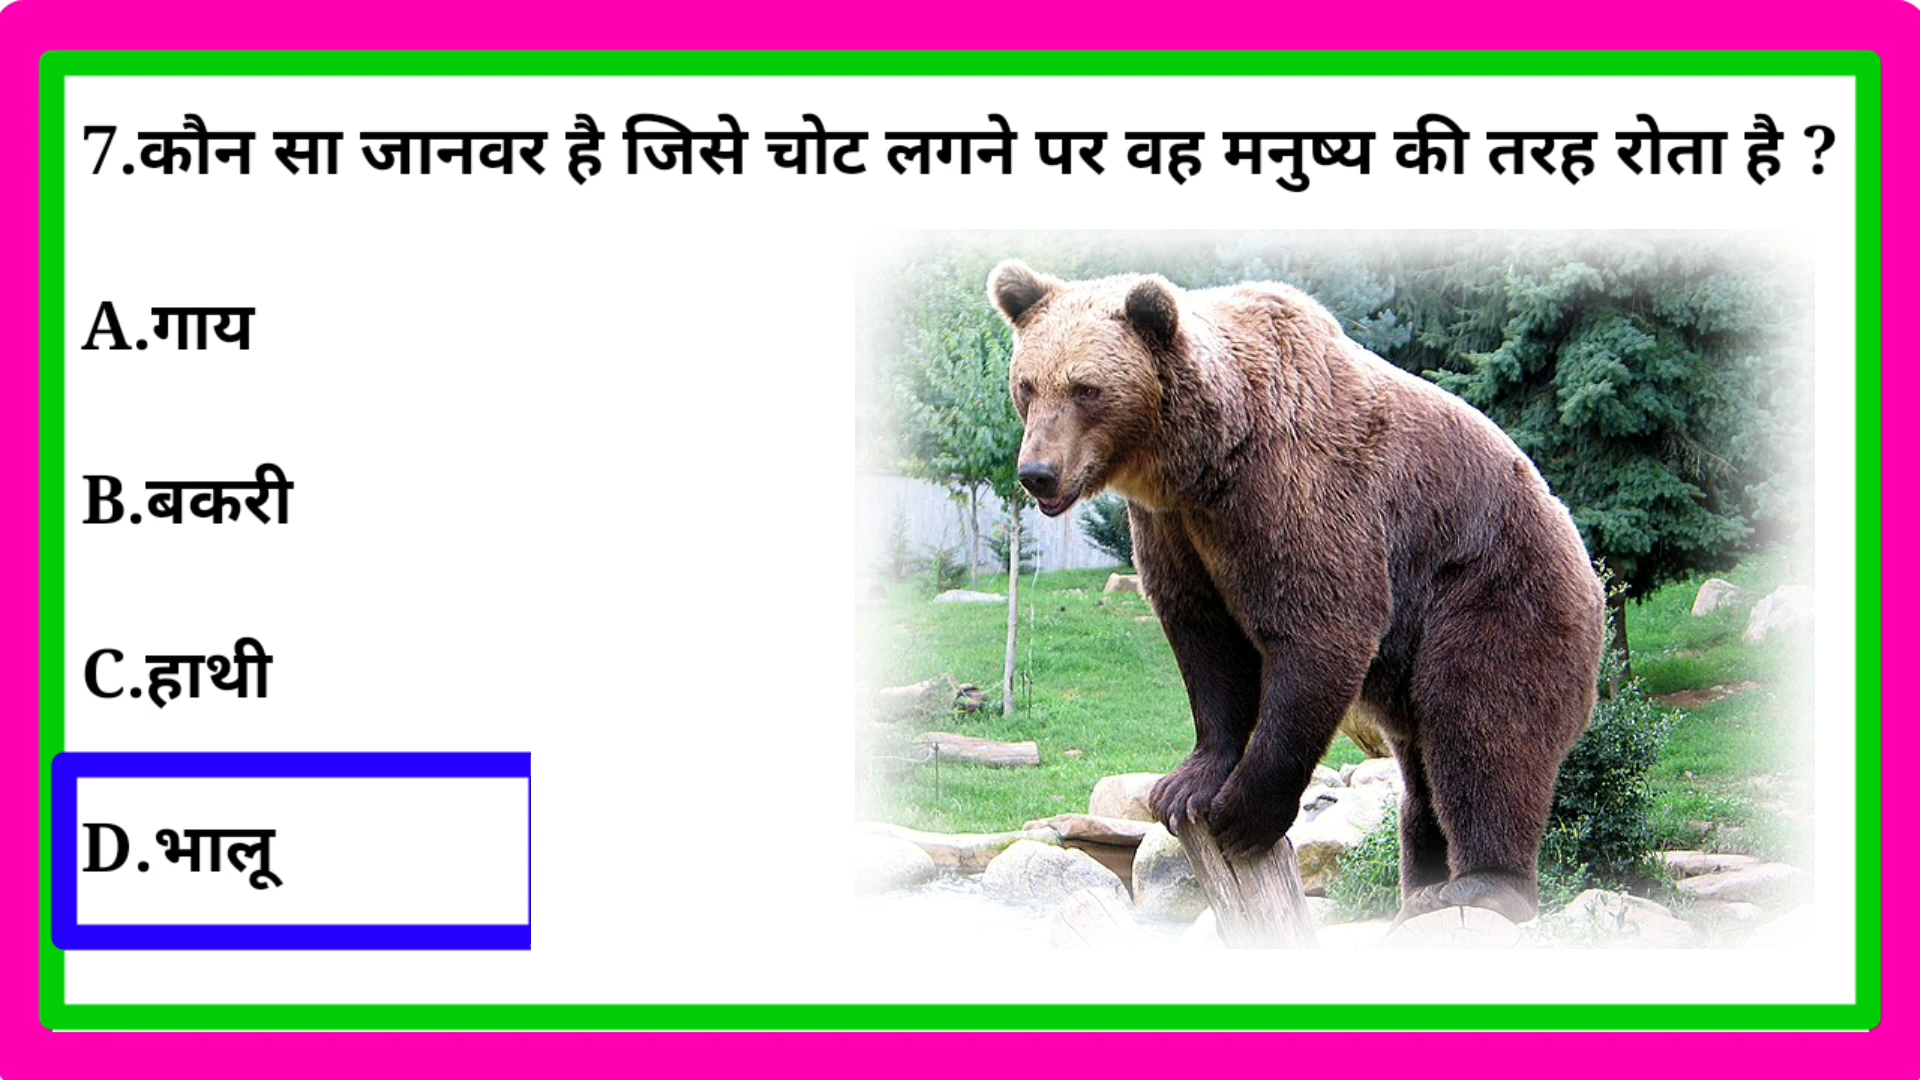 7.कौन सा जानवर है जिसे चोट लगने पर वह मनुष्य की तरह रोता है ?
A.गाय
B.बकरी
C.हाथी
D.भालू